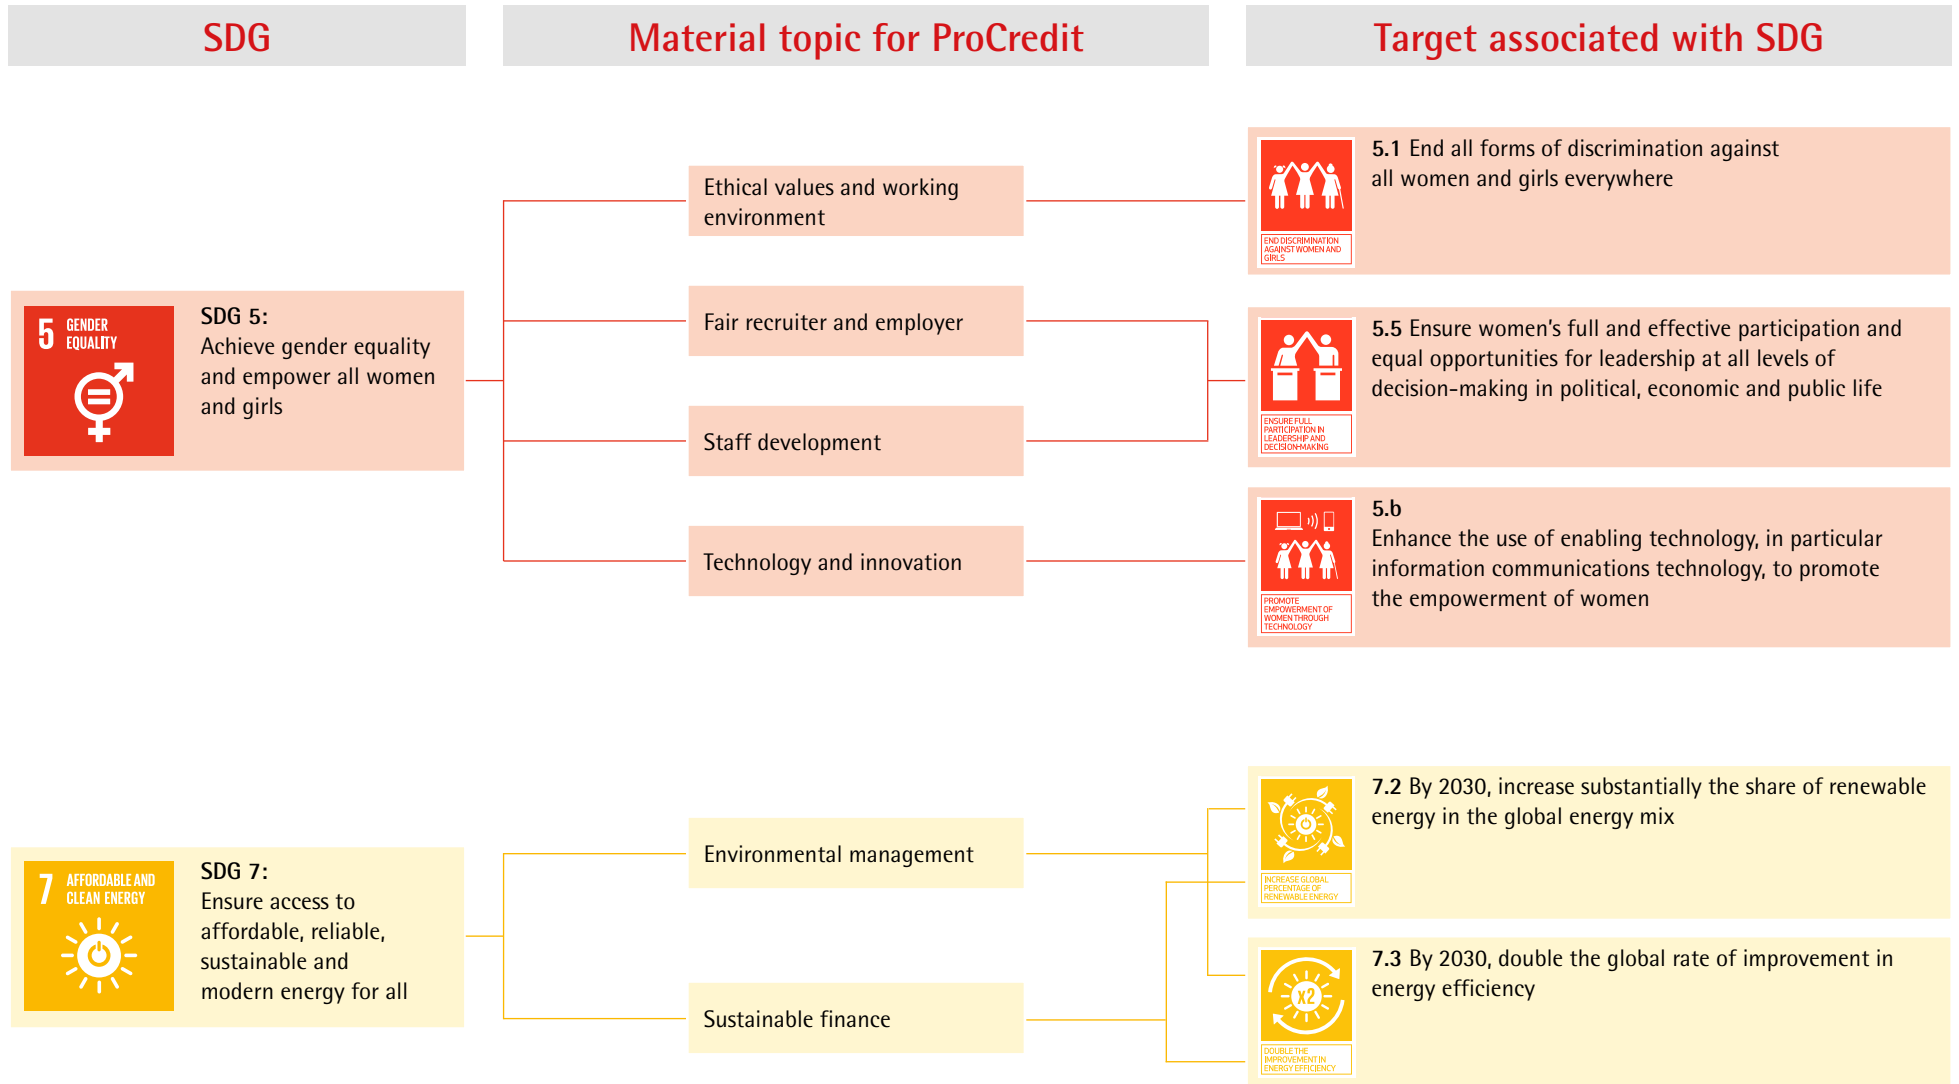 SDG
Material topic for ProCredit
Target associated with SDG
5 GENDER
EQUALITY
SDG 5:
Achieve gender equality
and empower all women
and girls
Ethical values and working
environment
Fair recruiter and employer
Staff development
Technology and innovation
END DISCRIMINATION
AGAINST WOMEN AND
GIRLS
5.1 End all forms of discrimination against
all women and girls everywhere
ENSURE FULL
PARTICIPATION IN
LEADERSHIP AND
DECISION-MAKING
5.5 Ensure women's full and effective participation and
equal opportunities for leadership at all levels of
decision-making in political, economic and public life
PROMOTE
EMPOWERMENT OF
WOMEN THROUGH
TECHNOLOGY
5.b
Enhance the use of enabling technology, in particular
information communications technology, to promote
the empowerment of women
7 AFFORDABLE AND
CLEAN ENERGY
SDG 7:
Ensure access to
affordable, reliable,
sustainable and
modern energy for all
Environmental management
Sustainable finance
INCREASE GLOBAL
PERCENTAGE OF
RENEWABLE ENERGY
7.2 By 2030, increase substantially the share of renewable
energy in the global energy mix
x2
DOUBLE THE
IMPROVEMENT IN
ENERGY EFFICIENCY
7.3 By 2030, double the global rate of improvement in
energy efficiency